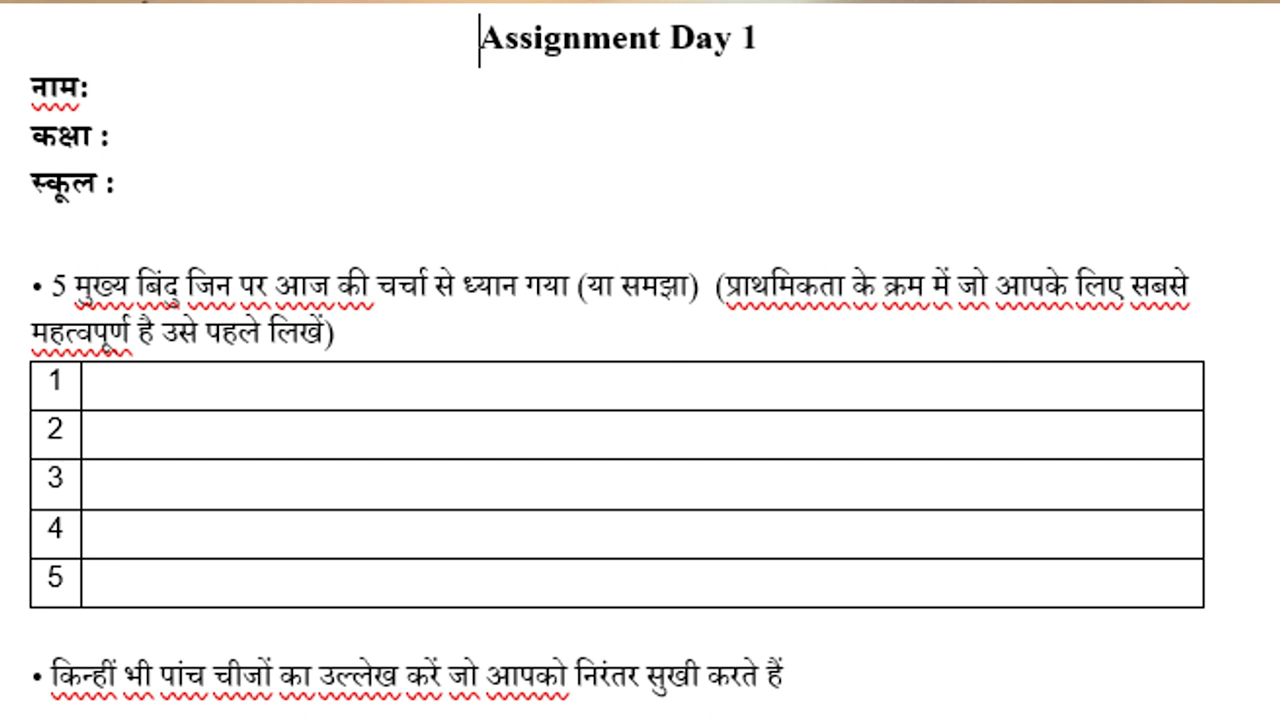 Assignment Day 1
नाम:
कक्षा :
स्कूल :
• 5 मुख्य बिंदु जिन पर आज की चर्चा से ध्यान गया (या समझा) (प्राथमिकता के क्रम में जो आपके लिए सबसे
महत्वपूर्ण है उसे पहले लिखें)
1
2
3
4
5
• किन्हीं भी पांच चीजों का उल्लेख करें जो आपको निरंतर सुखी करते हैं